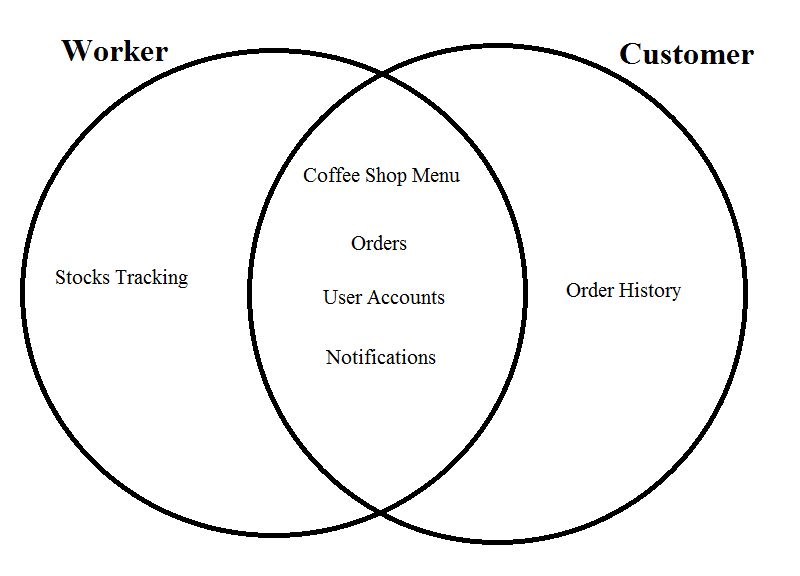 Worker
Customer
Coffee Shop Menu
Orders
Stocks Tracking
User Accounts
Order History
Notifications